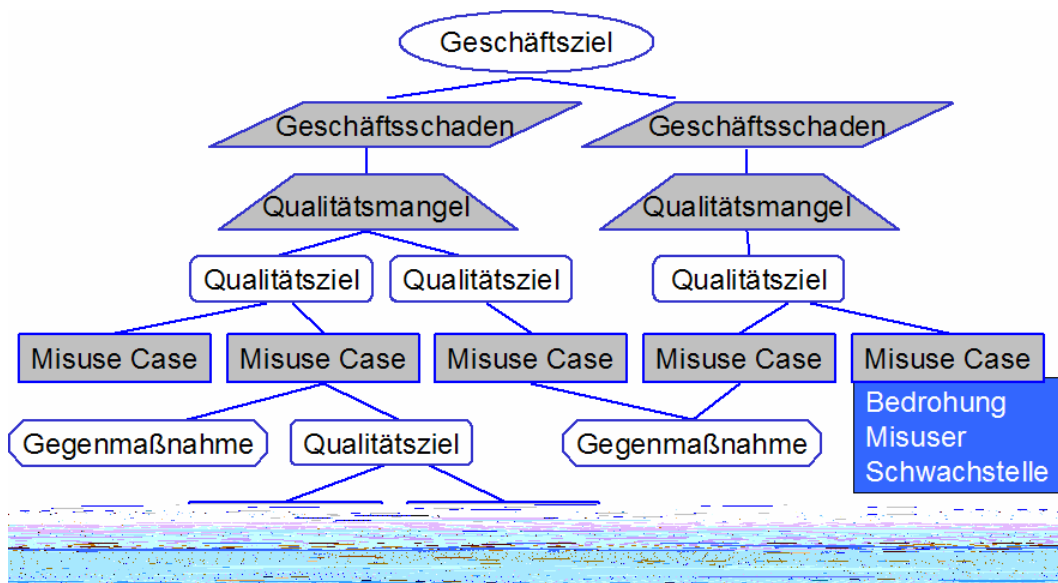 Geschäftsziel
Geschäftsschaden
Geschäftsschaden
Qualitätsmangel
Qualitätsmangel
Qualitätsziel
Qualitätsziel
Qualitätsziel
Misuse Case
Misuse Case
Misuse Case
Misuse Case
Misuse Case
Bedrohung
Misuser
Schwachstelle
Gegenmaßnahme
Qualitätsziel
Gegenmaßnahme